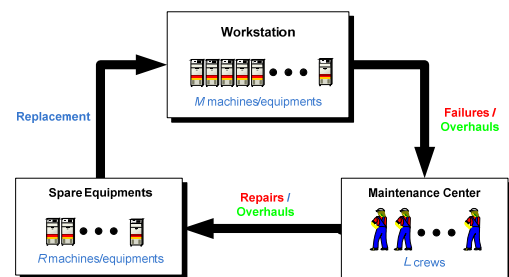 Workstation
M machines/equipments
Replacement
Failures /
Overhauls
Spare Equipments
R machines/equipments
Repairs /
Overhauls
Maintenance Center
L crews